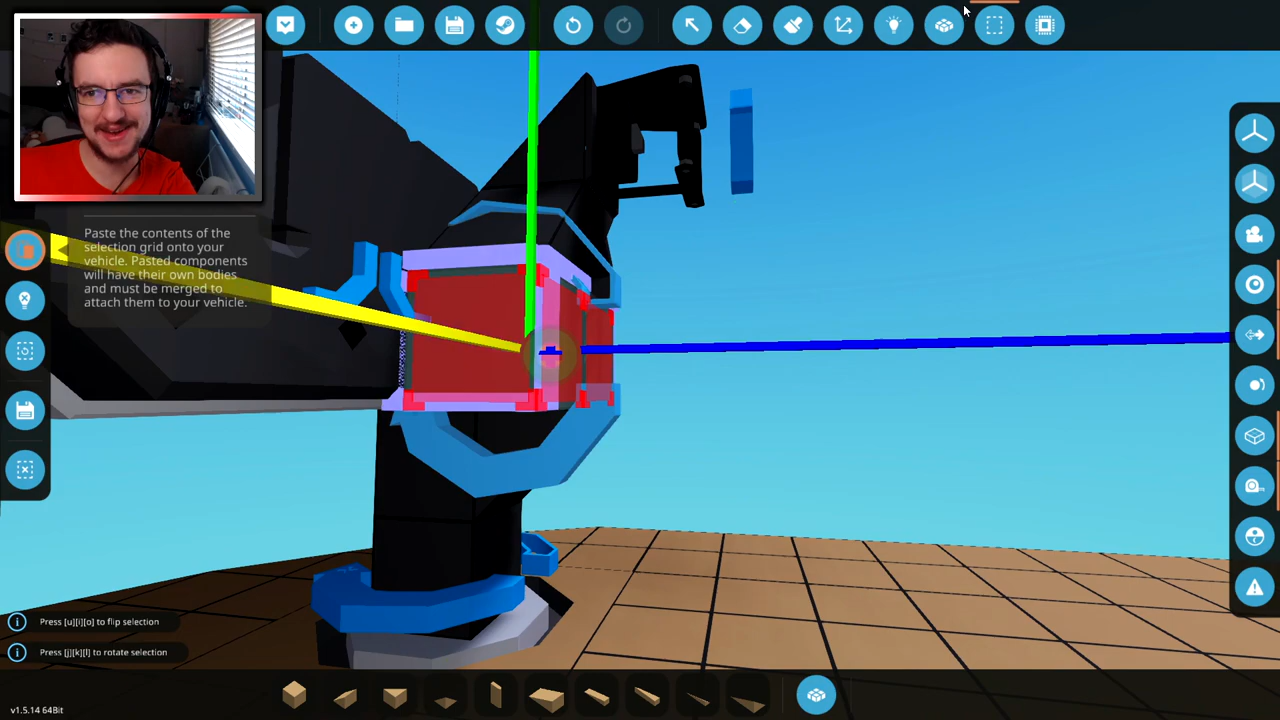 Paste the contents of the
selection grid onto your
vehicle. Pasted components
will have their own bodies
and must be merged to
attach them to your vehicle.
Press [u][i][o] to flip selection
Press [j][k][l] to rotate selection
v1.5.14 64Bit